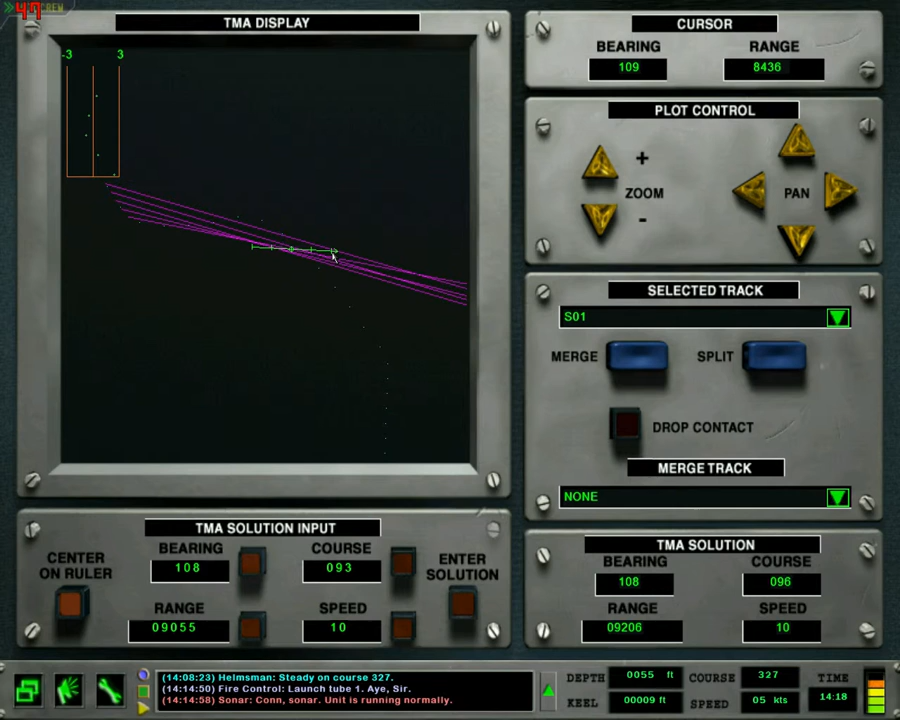 47
CREW
TMA DISPLAY
-3 3
CURSOR
BEARING RANGE
109 8436
PLOT CONTROL
+
ZOOM
-
PAN
SELECTED TRACK
S01
MERGE SPLIT
DROP CONTACT
MERGE TRACK
NONE
TMA SOLUTION INPUT
CENTER ON RULER
BEARING COURSE
108 093
ENTER SOLUTION
RANGE SPEED
09055 10
TMA SOLUTION
BEARING COURSE
108 096
RANGE SPEED
09206 10
(14:08:23) Helmsman: Steady on course 327.
(14:14:50) Fire Control: Launch tube 1. Aye, Sir.
(14:14:58) Sonar: Conn, sonar. Unit is running normally.
DEPTH 0055 ft COURSE 327 TIME
KEEL 00009 ft SPEED 05 kts 14:18